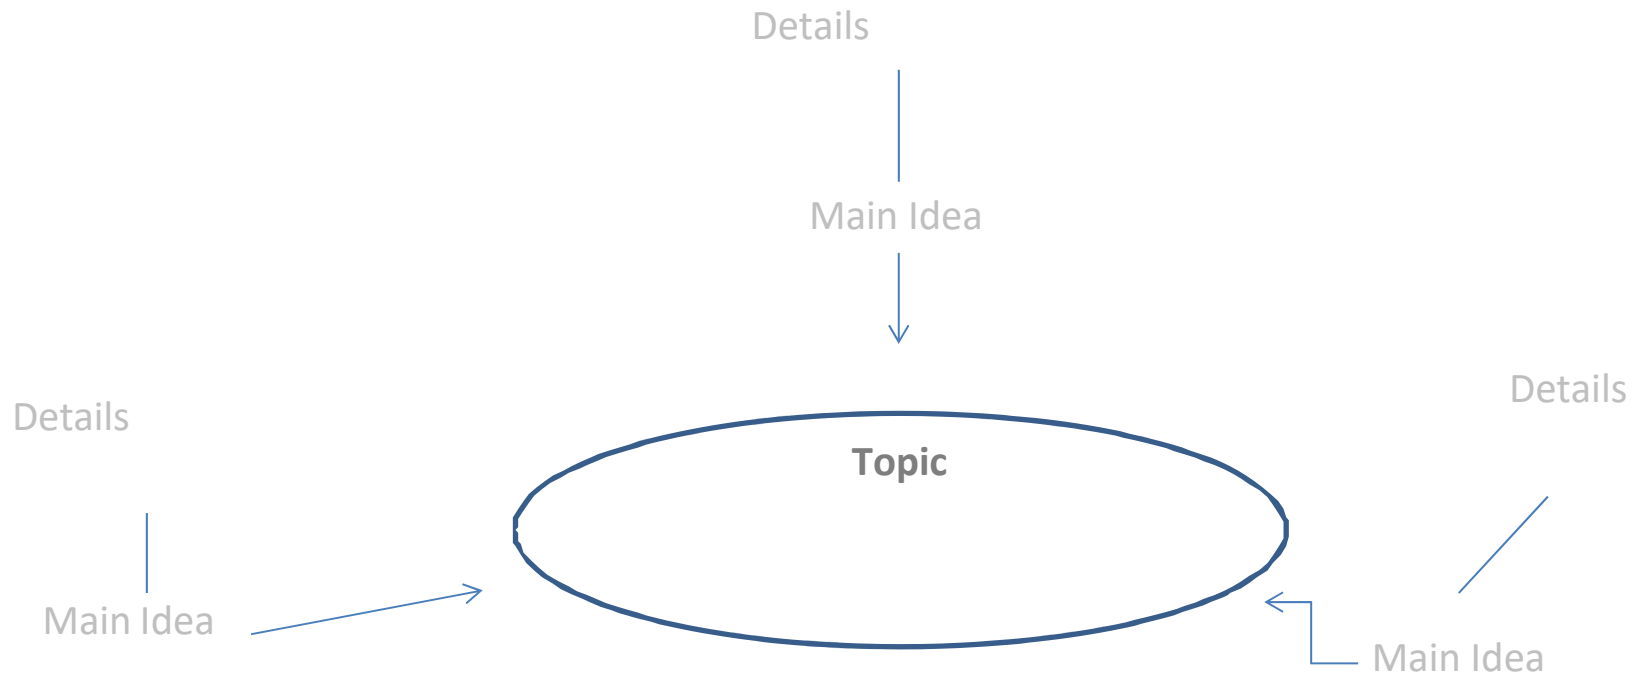 Details
Main Idea
Details
Details
Topic
Main Idea
Main Idea